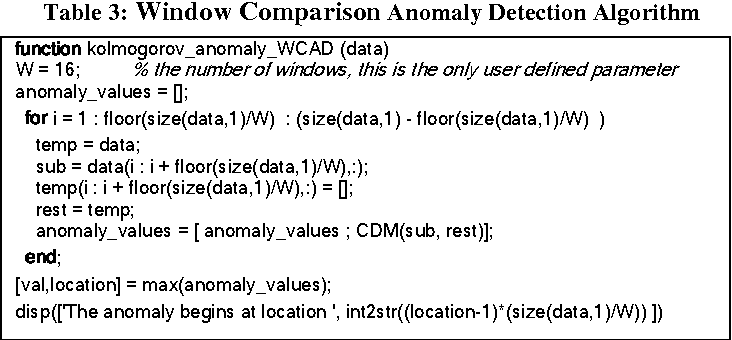 Table 3: Window Comparison Anomaly Detection Algorithm
function kolmogorov_anomaly_WCAD (data)
W = 16; % the number of windows, this is the only user defined parameter
anomaly_values = [];
for i = 1 : floor(size(data,1)/W) : (size(data,1) - floor(size(data,1)/W) )
temp = data;
sub = data(i : i + floor(size(data,1)/W),:);
temp(i : i + floor(size(data,1)/W),:) = [];
rest = temp;
anomaly_values = [ anomaly_values ; CDM(sub, rest)];
end;
[val,location] = max(anomaly_values);
disp(['The anomaly begins at location ', int2str((location-1)*(size(data,1)/W)) ])